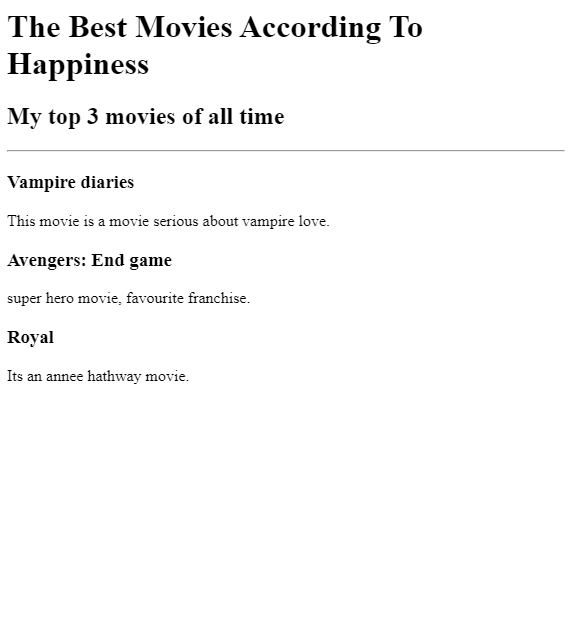 The Best Movies According To
Happiness
My top 3 movies of all time
Vampire diaries
This movie is a movie serious about vampire love.
Avengers: End game
super hero movie, favourite franchise.
Royal
Its an annee hathway movie.